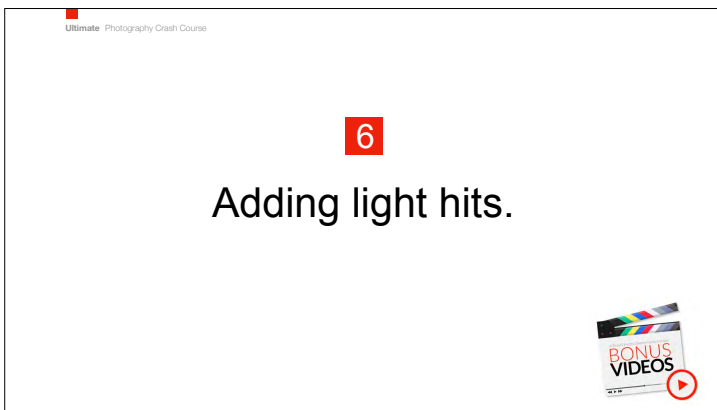 Ultimate Photography Crash Course
6
Adding light hits.
BONUS
VIDEOS